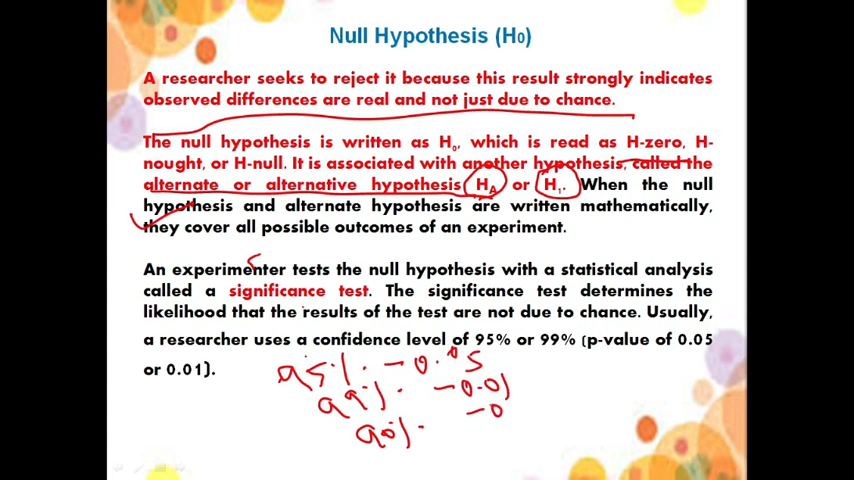 Null Hypothesis (H0)
A researcher seeks to reject it because this result strongly indicates
observed differences are real and not just due to chance.
The null hypothesis is written as H0, which is read as H-zero, H-
nought, or H-null. It is associated with another hypothesis, called the
alternate or alternative hypothesis HA or H1. When the null
hypothesis and alternate hypothesis are written mathematically,
they cover all possible outcomes of an experiment.
An experimenter tests the null hypothesis with a statistical analysis
called a significance test. The significance test determines the
likelihood that the results of the test are not due to chance. Usually,
a researcher uses a confidence level of 95% or 99% (p-value of 0.05
or 0.01).
95% - 0.05
99% - 0.01
90% - 0